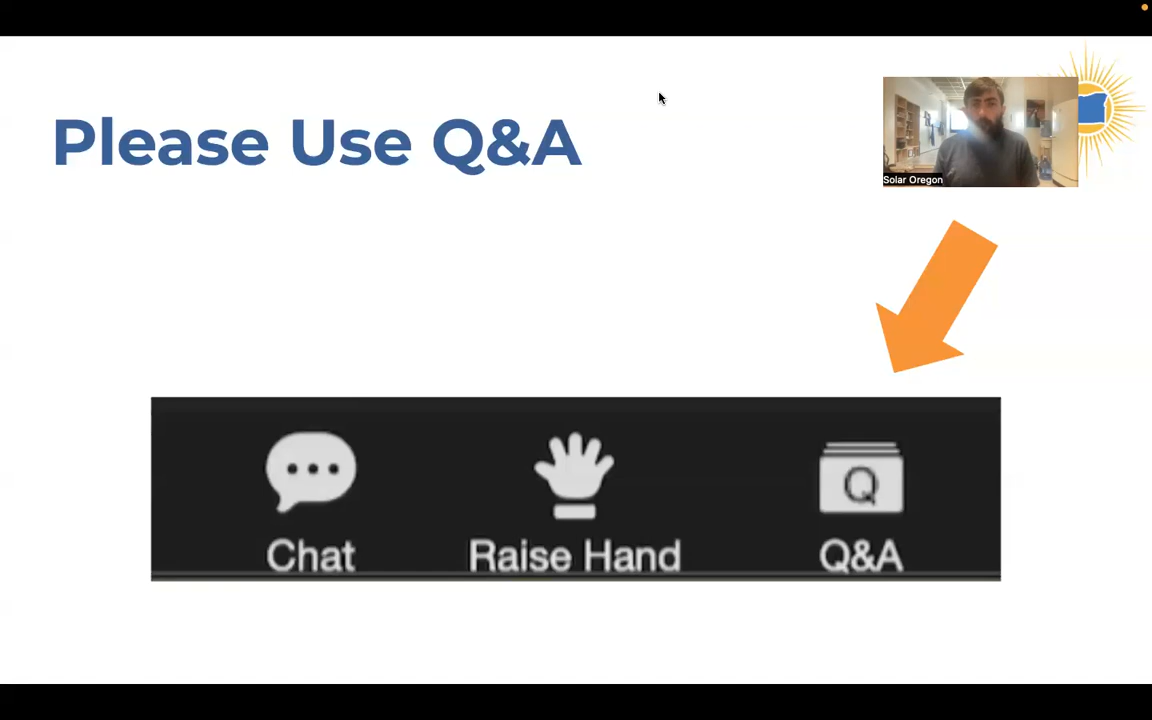 Please Use Q&A
Solar Oregon
Chat
Raise Hand
Q
Q&A